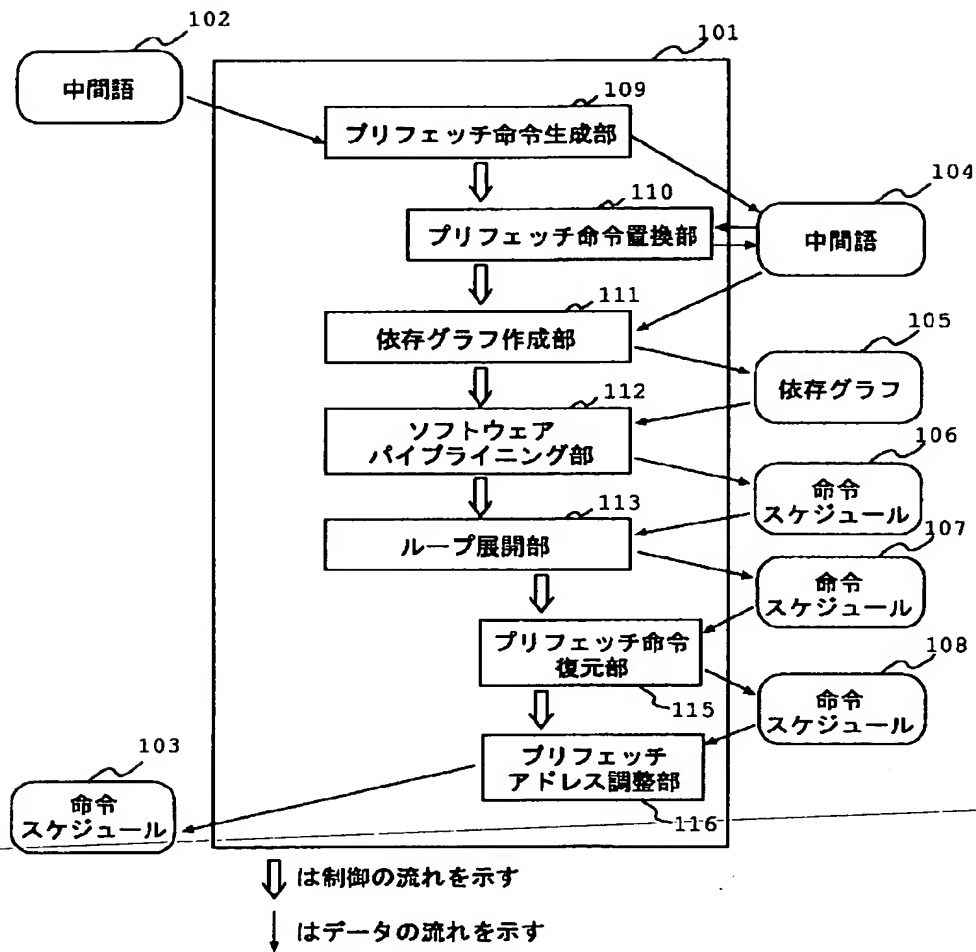 102
中間語
101
109
プリフェッチ命令生成部
110
プリフェッチ命令置換部
104
中間語
111
依存グラフ作成部
105
依存グラフ
112
ソフトウェア
パイプライニング部
106
命令
スケジュール
113
ループ展開部
107
命令
スケジュール
プリフェッチ命令
復元部
115
108
命令
スケジュール
プリフェッチ
アドレス調整部
116
103
命令
スケジュール
は制御の流れを示す
はデータの流れを示す